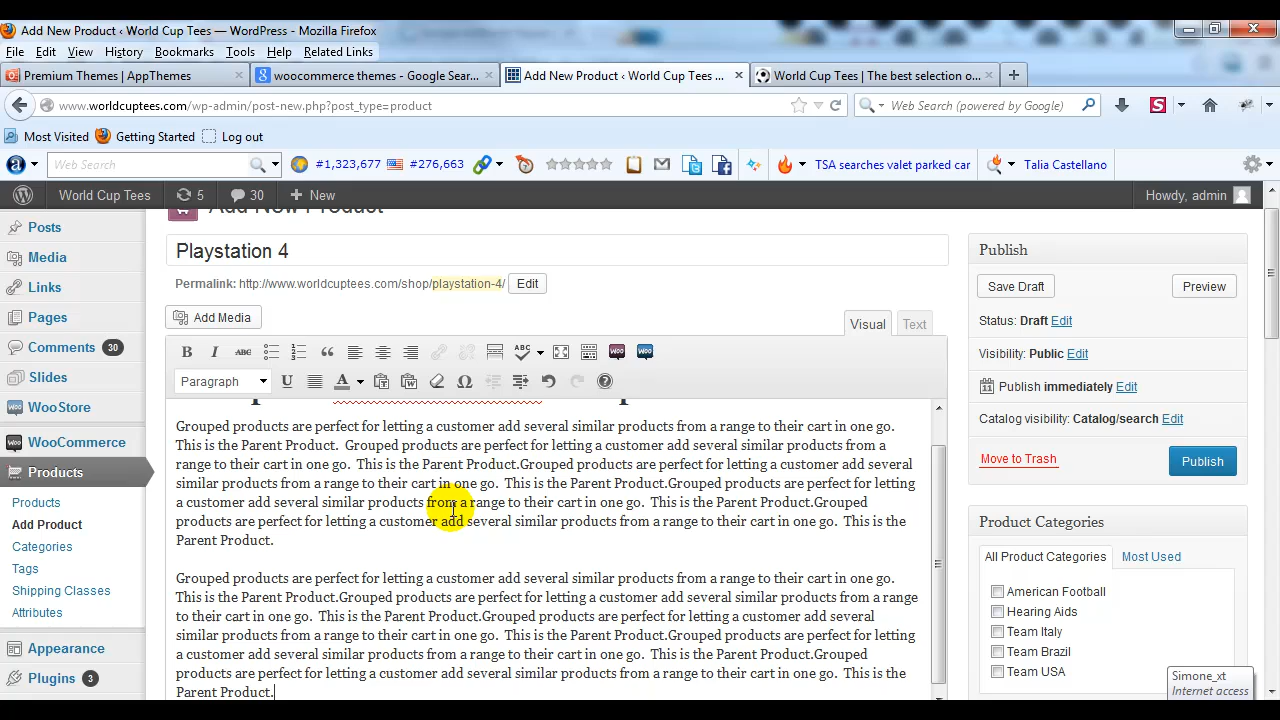 Add New Product ‹ World Cup Tees — WordPress - Mozilla Firefox
File Edit View History Bookmarks Tools Help Related Links
Premium Themes | AppThemes
woocommerce themes - Google Sear...
Add New Product ‹ World Cup Tees ...
World Cup Tees | The best selection o...
www.worldcuptees.com/wp-admin/post-new.php?post_type=product
Web Search (powered by Google)
Most Visited Getting Started Log out
Web Search
#1,323,677 #276,663
TSA searches valet parked car
Talia Castellano
World Cup Tees 5 30 New
Howdy, admin
Posts
Media
Links
Pages
Comments 30
Slides
WooStore
WooCommerce
Products
Products
Add Product
Categories
Tags
Shipping Classes
Attributes
Appearance
Plugins 3
Add New Product
Playstation 4
Permalink: http://www.worldcuptees.com/shop/playstation-4/ Edit
Add Media
Visual Text
B I ABC ABC
Paragraph U A
Grouped products are perfect for letting a customer add several similar products from a range to their cart in one go.
This is the Parent Product. Grouped products are perfect for letting a customer add several similar products from a
range to their cart in one go. This is the Parent Product.Grouped products are perfect for letting a customer add several
similar products from a range to their cart in one go. This is the Parent Product.Grouped products are perfect for letting
a customer add several similar products from a range to their cart in one go. This is the Parent Product.Grouped
products are perfect for letting a customer add several similar products from a range to their cart in one go. This is the
Parent Product.
Grouped products are perfect for letting a customer add several similar products from a range to their cart in one go.
This is the Parent Product.Grouped products are perfect for letting a customer add several similar products from a range
to their cart in one go. This is the Parent Product.Grouped products are perfect for letting a customer add several
similar products from a range to their cart in one go. This is the Parent Product.Grouped products are perfect for letting
a customer add several similar products from a range to their cart in one go. This is the Parent Product.Grouped
products are perfect for letting a customer add several similar products from a range to their cart in one go. This is the
Parent Product.
Publish
Save Draft Preview
Status: Draft Edit
Visibility: Public Edit
Publish immediately Edit
Catalog visibility: Catalog/search Edit
Move to Trash Publish
Product Categories
All Product Categories Most Used
American Football
Hearing Aids
Team Italy
Team Brazil
Team USA
Simone_xt
Internet access